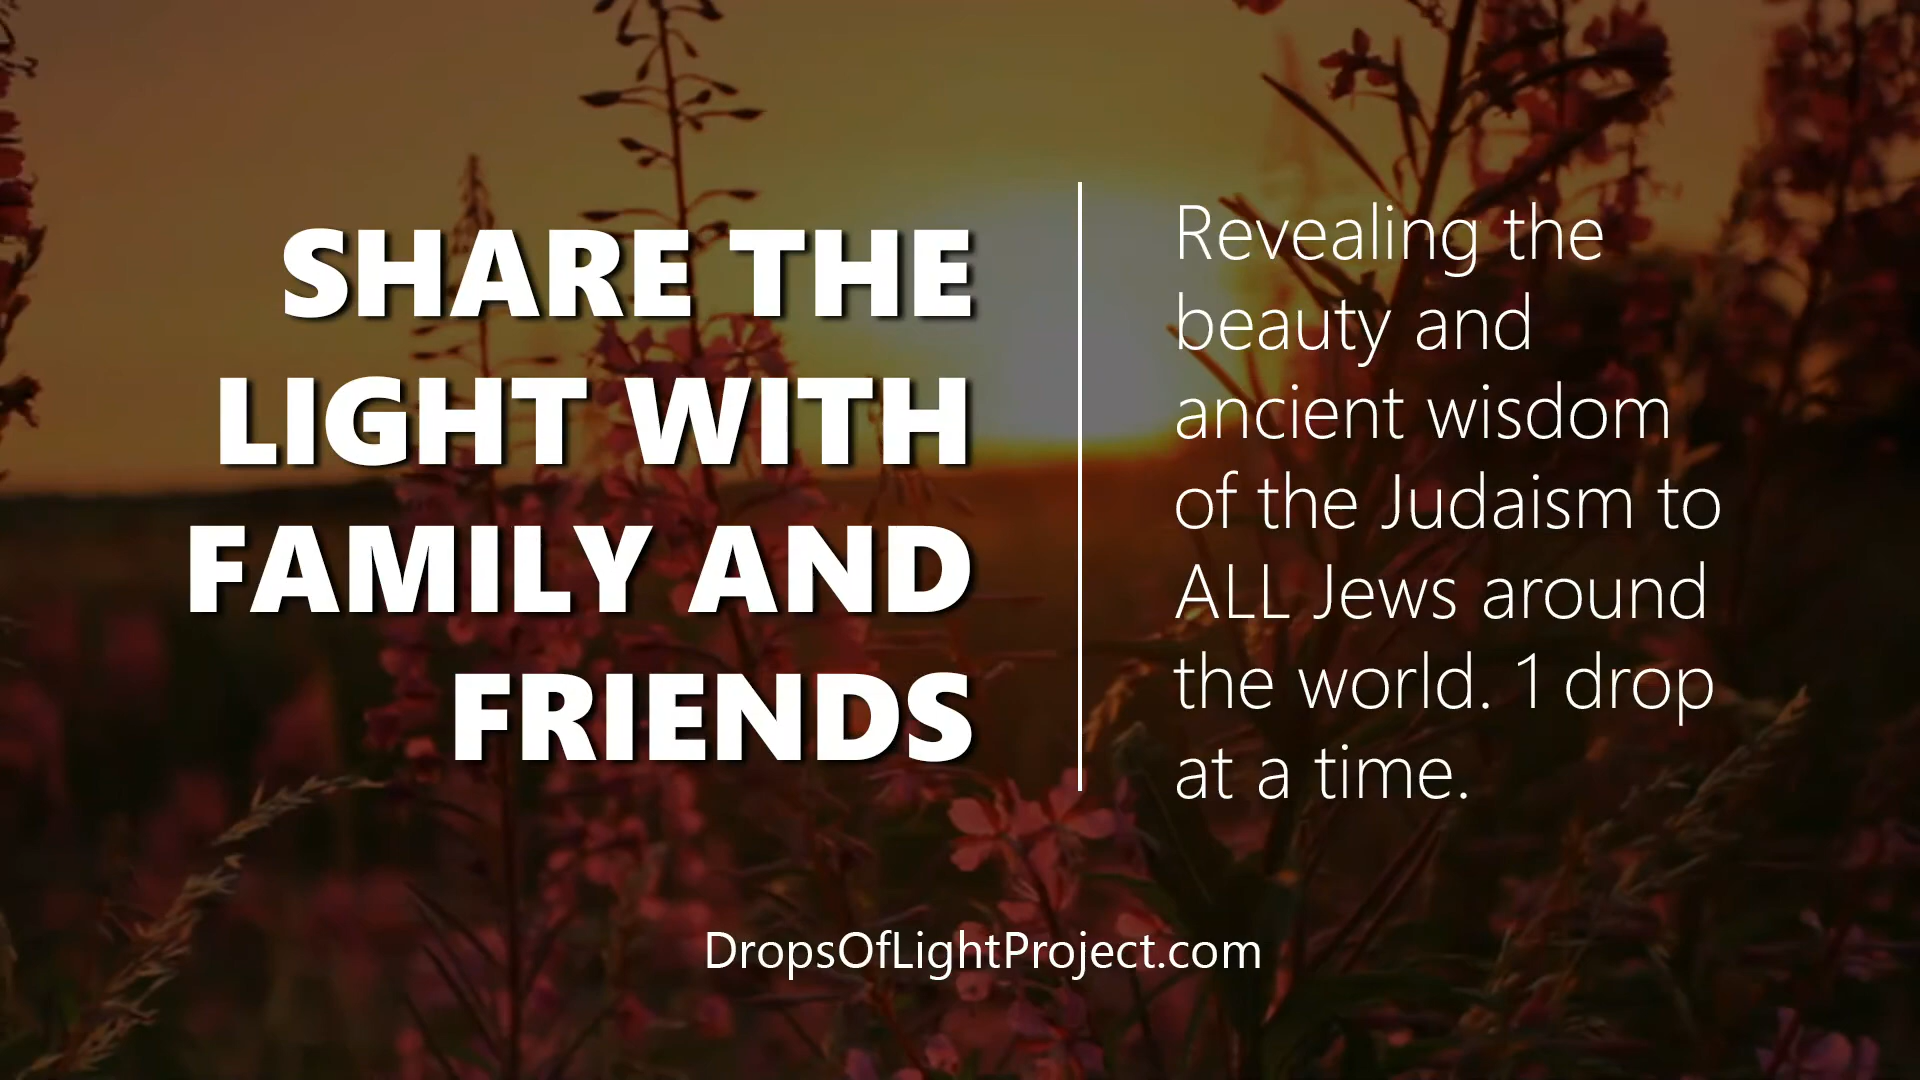 SHARE THE
LIGHT WITH
FAMILY AND
FRIENDS
Revealing the
beauty and
ancient wisdom
of the Judaism to
ALL Jews around
the world. 1 drop
at a time.
DropsOfLightProject.com